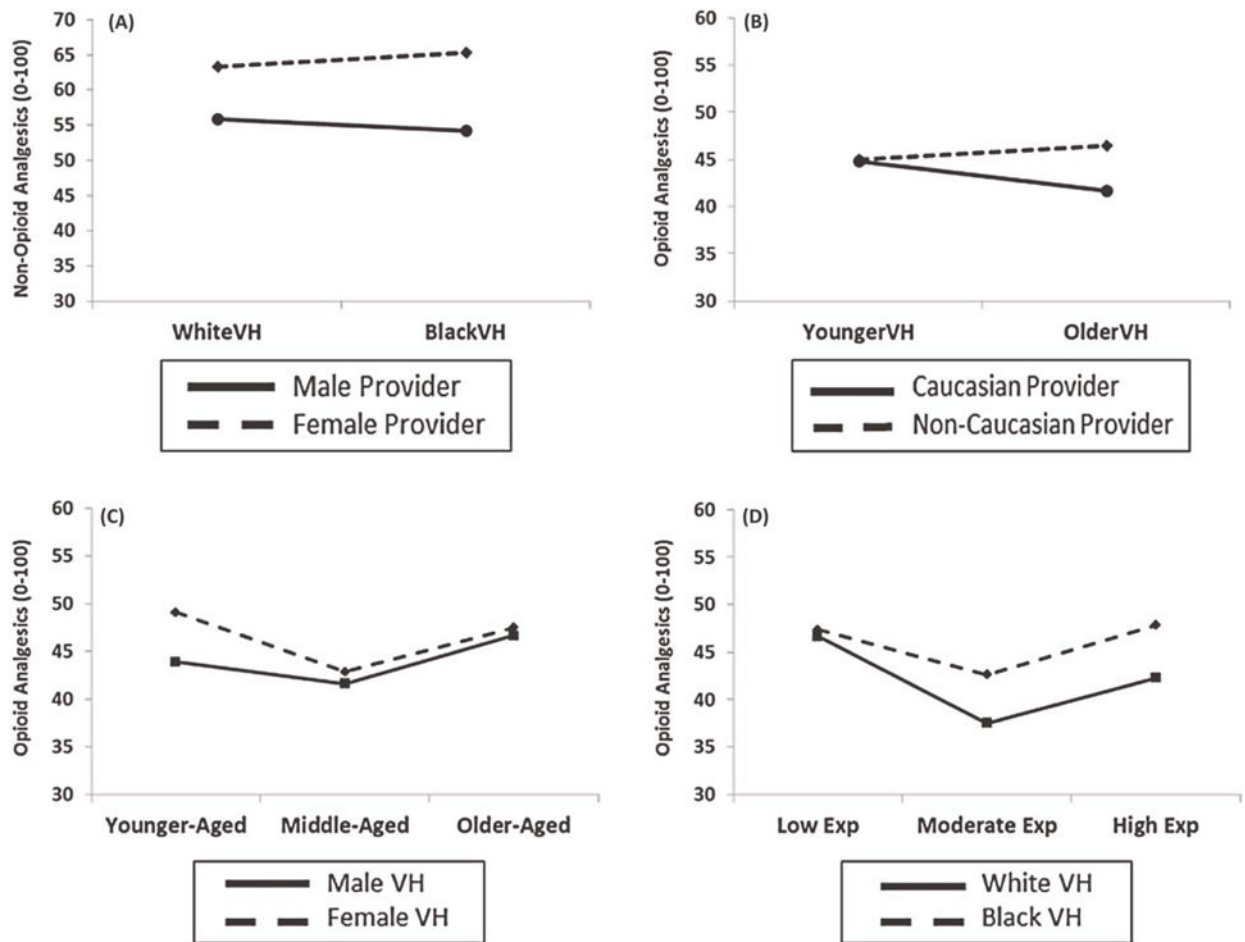 (A)
Non-Opioid Analgesics (0-100)
70
65
60
55
50
45
40
35
30
WhiteVH BlackVH
Male Provider
Female Provider
(B)
Opioid Analgesics (0-100)
60
55
50
45
40
35
30
YoungerVH OlderVH
Caucasian Provider
Non-Caucasian Provider
(C)
Opioid Analgesics (0-100)
60
55
50
45
40
35
30
Younger-Aged Middle-Aged Older-Aged
Male VH
Female VH
(D)
Opioid Analgesics (0-100)
60
55
50
45
40
35
30
Low Exp Moderate Exp High Exp
White VH
Black VH